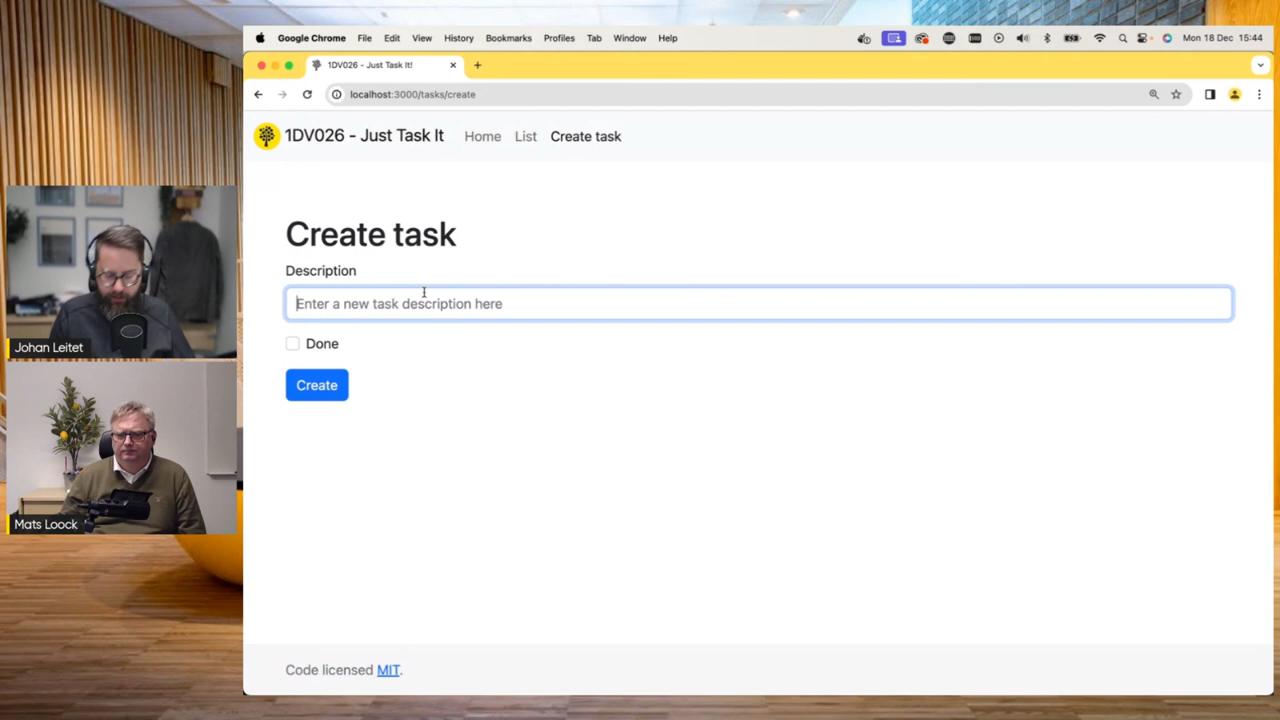 Google Chrome File Edit View History Bookmarks Profiles Tab Window Help Mon 18 Dec 15:44
1DV026 - Just Task It!
localhost:3000/tasks/create
1DV026 - Just Task It Home List Create task
Create task
Description
Enter a new task description here
Done
Create
Code licensed MIT.
Johan Leitet
Mats Loock